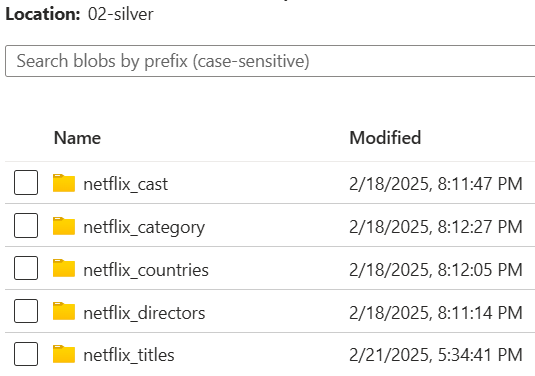 Location: 02-silver
Search blobs by prefix (case-sensitive)
Name Modified
netflix_cast 2/18/2025, 8:11:47 PM
netflix_category 2/18/2025, 8:12:27 PM
netflix_countries 2/18/2025, 8:12:05 PM
netflix_directors 2/18/2025, 8:11:14 PM
netflix_titles 2/21/2025, 5:34:41 PM